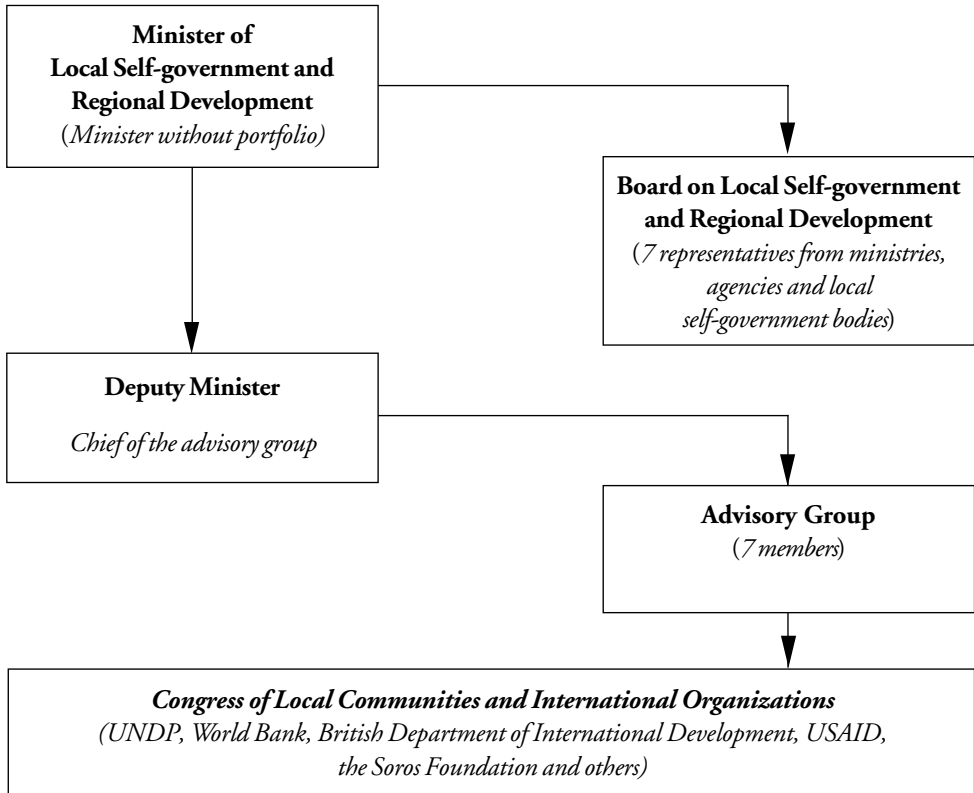 Minister of
Local Self-government and
Regional Development
(Minister without portfolio)
Board on Local Self-government
and Regional Development
(7 representatives from ministries,
agencies and local
self-government bodies)
Deputy Minister
Chief of the advisory group
Advisory Group
(7 members)
Congress of Local Communities and International Organizations
(UNDP, World Bank, British Department of International Development, USAID,
the Soros Foundation and others)